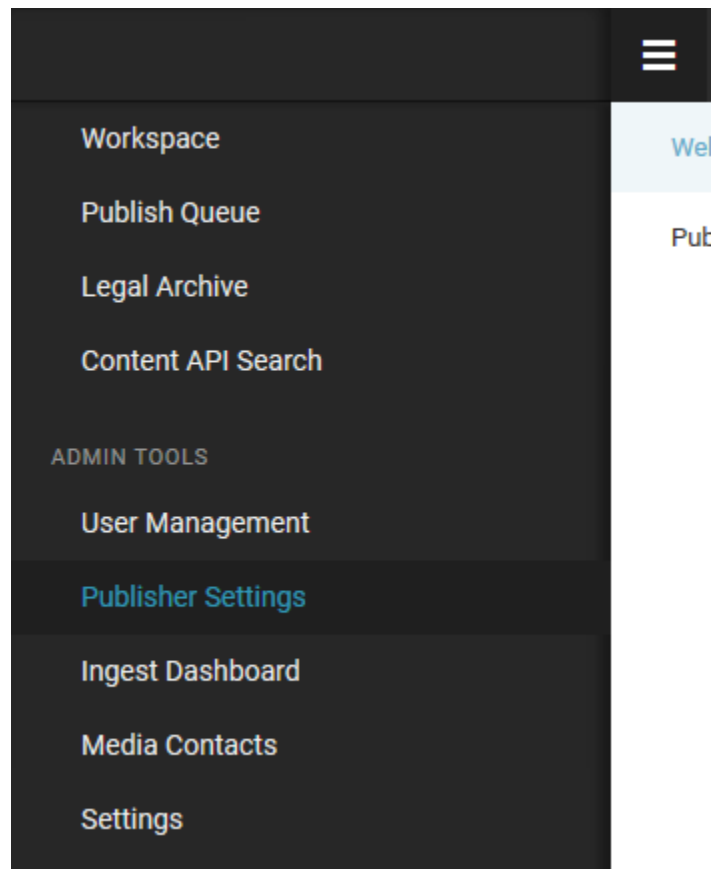 Workspace
Publish Queue
Legal Archive
Content API Search
ADMIN TOOLS
User Management
Publisher Settings
Ingest Dashboard
Media Contacts
Settings